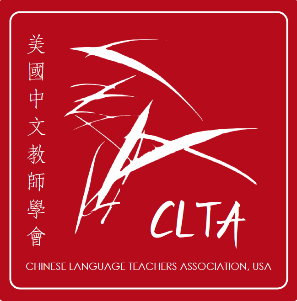 美國中文教師學會
CLTA
CHINESE LANGUAGE TEACHERS ASSOCIATION, USA